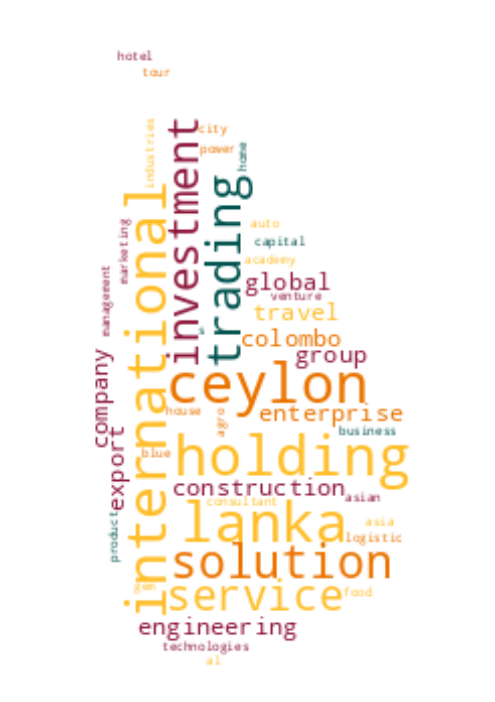 hotel
tour
industries
investment
city
power
home
international
trading
marketing
auto
capital
academy
management
global
venture
travel
colombo
group
company
ceylon
house
agro
enterprise
export
business
blue
holding
construction
asian
consultant
product
lanka
asia
logistic
solution
service
food
engineering
technologies
al